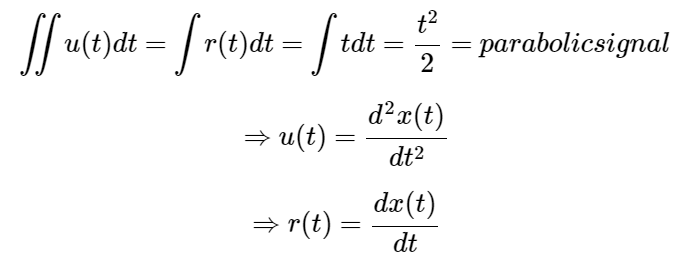 ∬ u(t)dt = ∫ r(t)dt = ∫ tdt = t²/2 = parabolicsignal
⇒ u(t) = d²x(t)/dt²
⇒ r(t) = dx(t)/dt